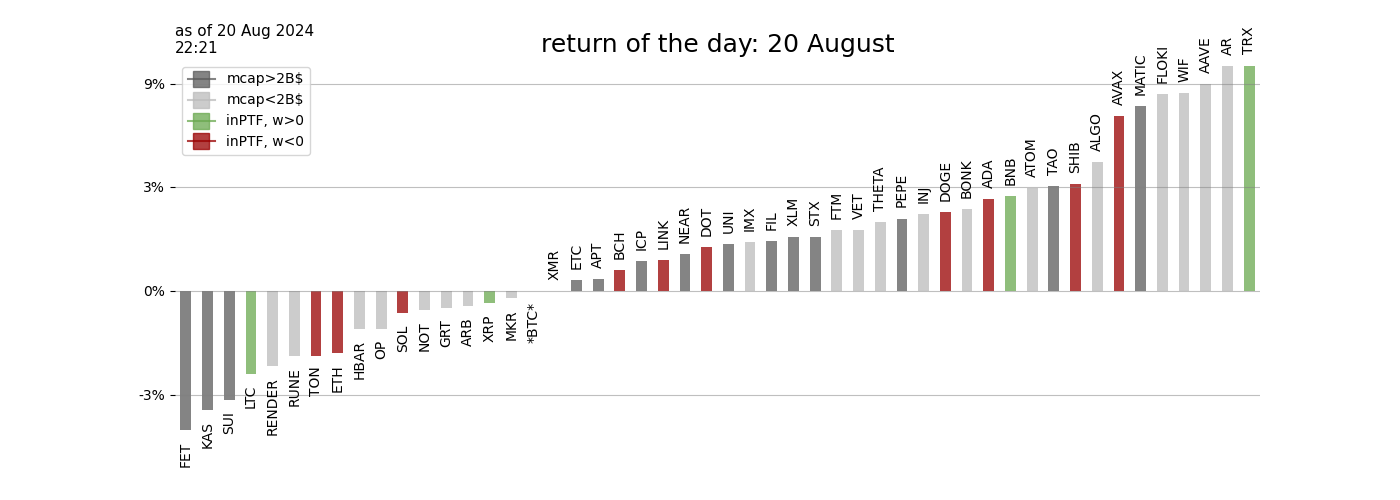 as of 20 Aug 2024
22:21
return of the day: 20 August
mcap>2B$
mcap<2B$
inPTF, w>0
inPTF, w<0
9%
3%
0%
-3%
FET
KAS
SUI
LTC
RENDER
RUNE
TON
ETH
HBAR
OP
SOL
NOT
GRT
ARB
XRP
MKR
*BTC*
XMR
ETC
APT
BCH
ICP
LINK
NEAR
DOT
UNI
IMX
FIL
XLM
STX
FTM
VET
THETA
PEPE
INJ
DOGE
BONK
ADA
BNB
ATOM
TAO
SHIB
ALGO
AVAX
MATIC
FLOKI
WIF
AAVE
AR
TRX